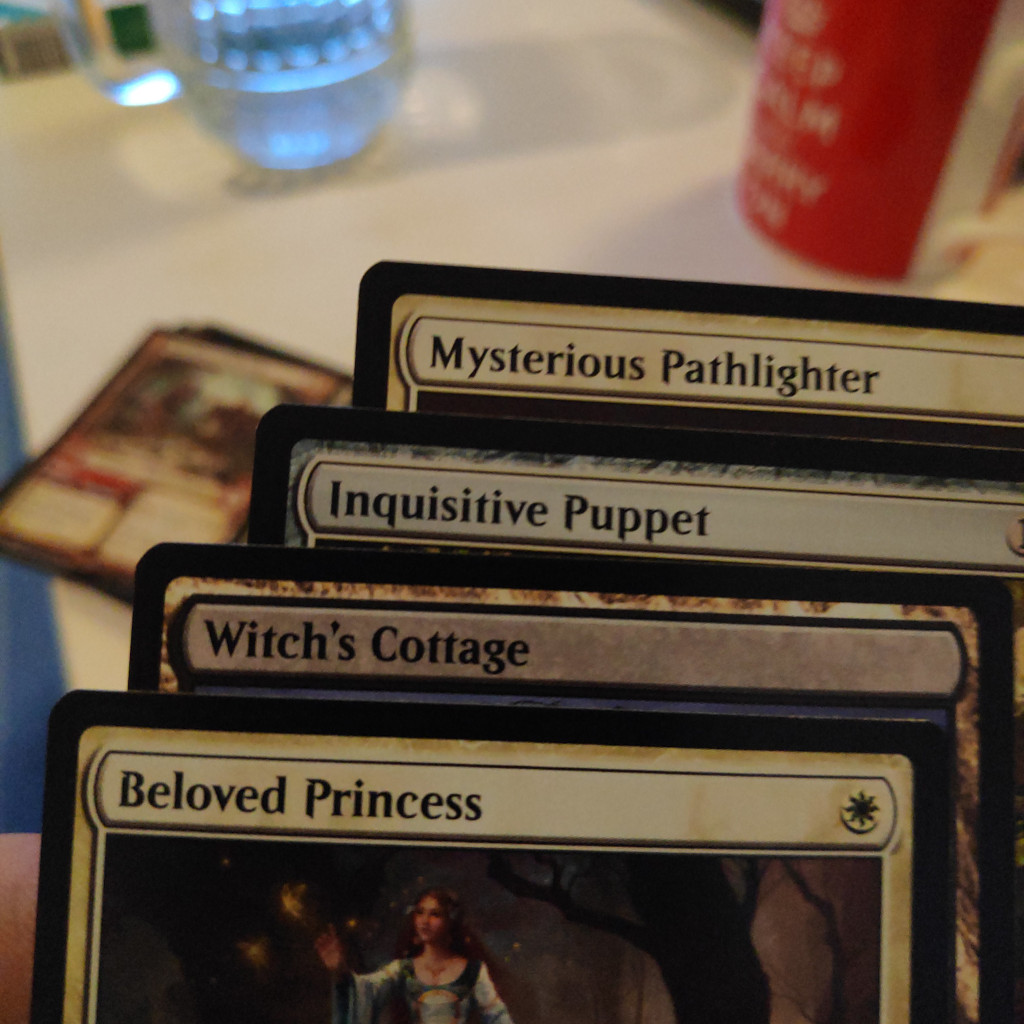 Mysterious Pathlighter
Inquisitive Puppet
Witch's Cottage
Beloved Princess